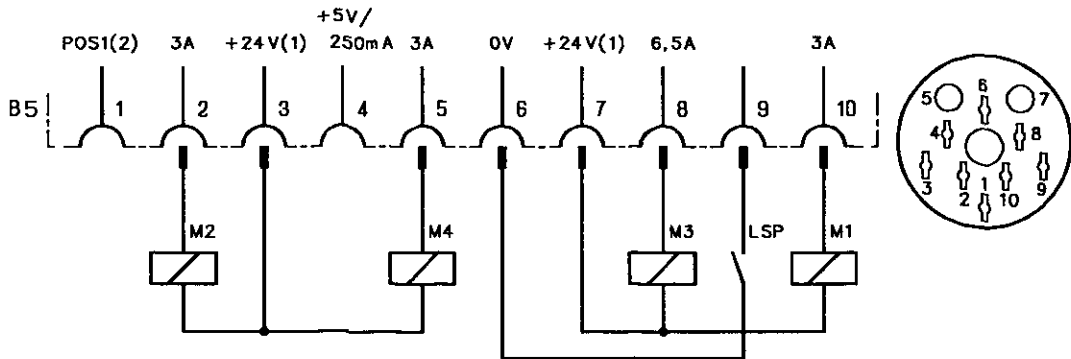 +5V/
POS1(2) 3A +24V(1) 250mA 3A 0V +24V(1) 6,5A 3A
B5 1 2 3 4 5 6 7 8 9 10
M2 M4 M3 LSP M1
6
5 7
4 8
3 2 1 10 9